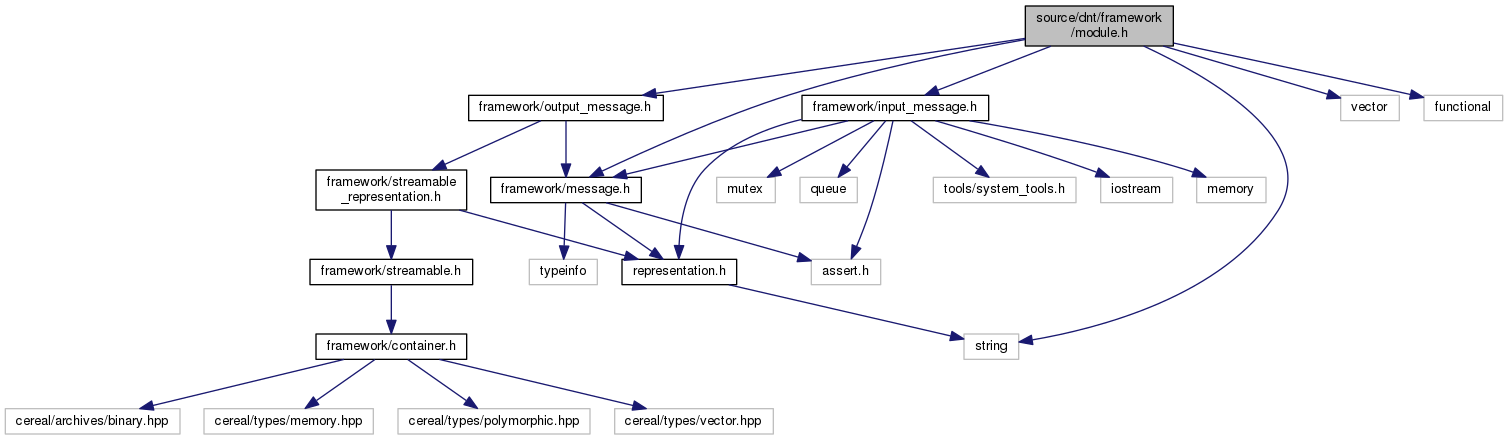 source/dnt/framework
/module.h
framework/output_message.h
framework/input_message.h
vector
functional
framework/streamable
_representation.h
framework/message.h
mutex
queue
tools/system_tools.h
iostream
memory
framework/streamable.h
typeinfo
representation.h
assert.h
framework/container.h
string
cereal/archives/binary.hpp
cereal/types/memory.hpp
cereal/types/polymorphic.hpp
cereal/types/vector.hpp